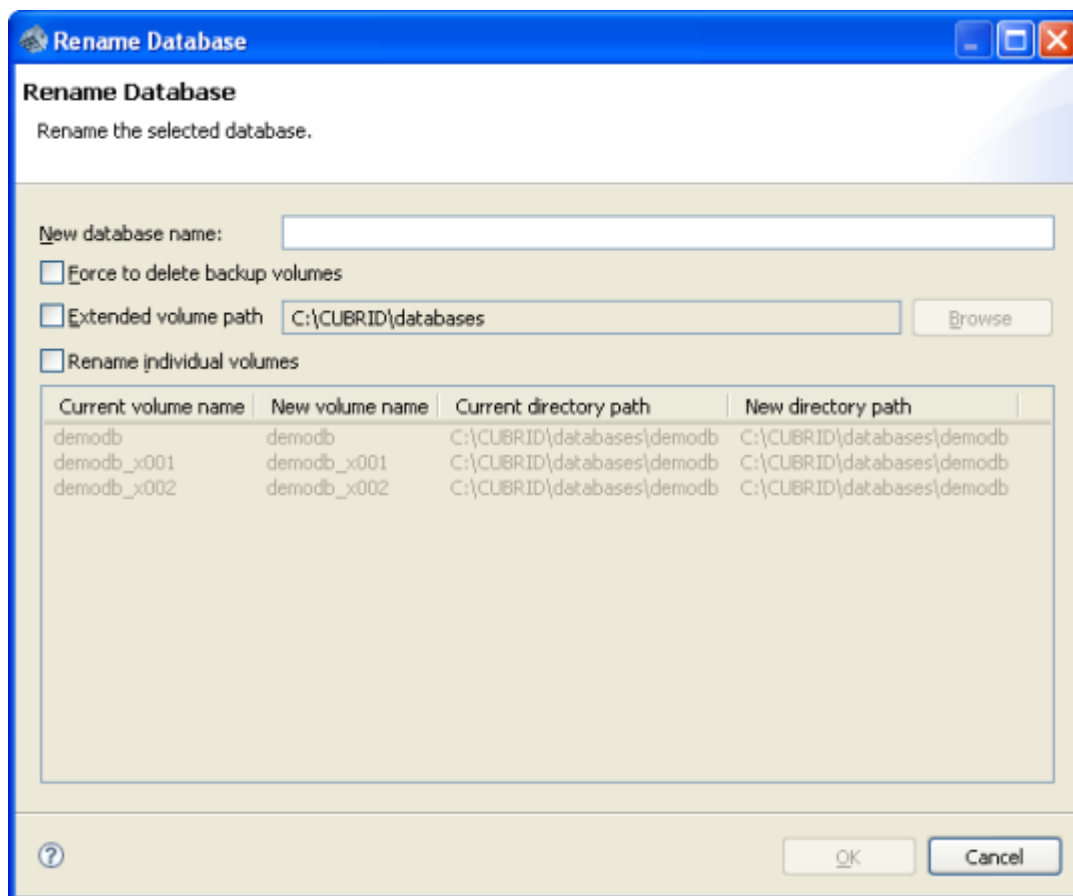 Rename Database
Rename Database
Rename the selected database.
New database name:
Force to delete backup volumes
Extended volume path C:\CUBRID\databases Browse
Rename individual volumes
Current volume name New volume name Current directory path New directory path
demodb demodb C:\CUBRID\databases\demodb C:\CUBRID\databases\demodb
demodb_x001 demodb_x001 C:\CUBRID\databases\demodb C:\CUBRID\databases\demodb
demodb_x002 demodb_x002 C:\CUBRID\databases\demodb C:\CUBRID\databases\demodb
? OK Cancel